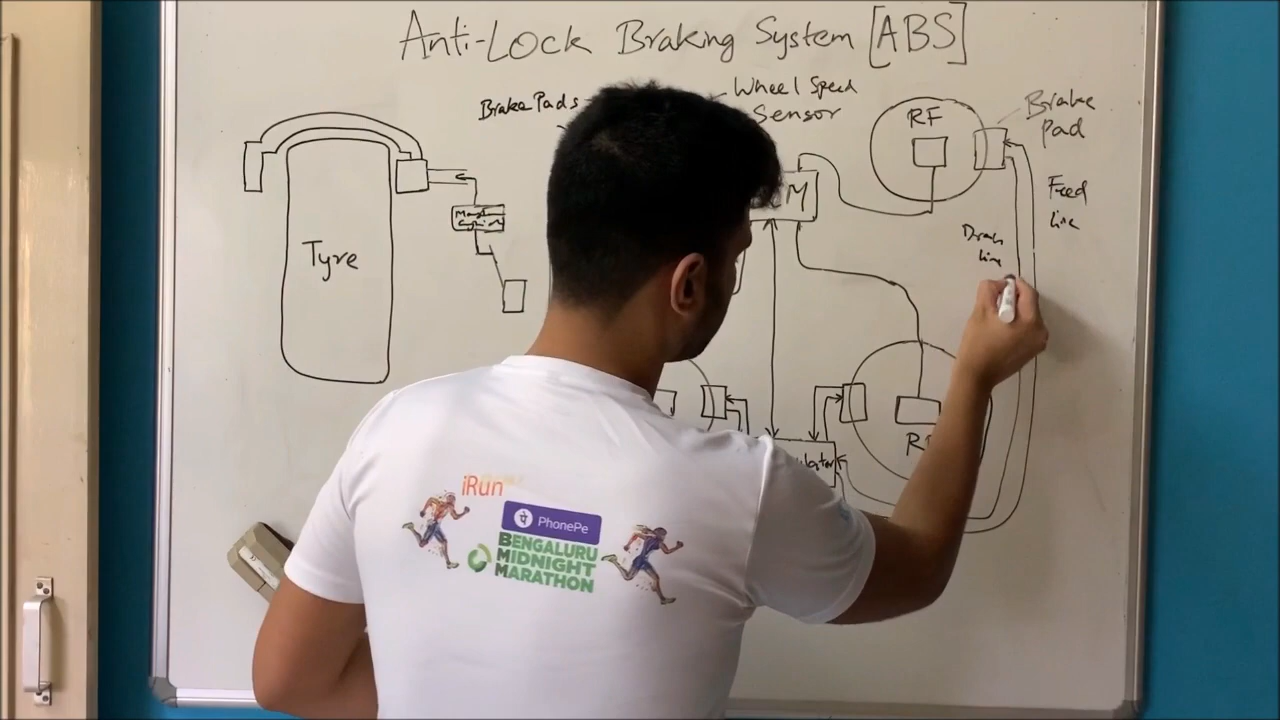 Anti-Lock Braking System [ABS]
Brake Pads
Wheel Speed
Sensor
RF
Brake
Pad
M
Feed
line
line
Tyre
iRun
PhonePe
BENGALURU
MIDNIGHT
MARATHON